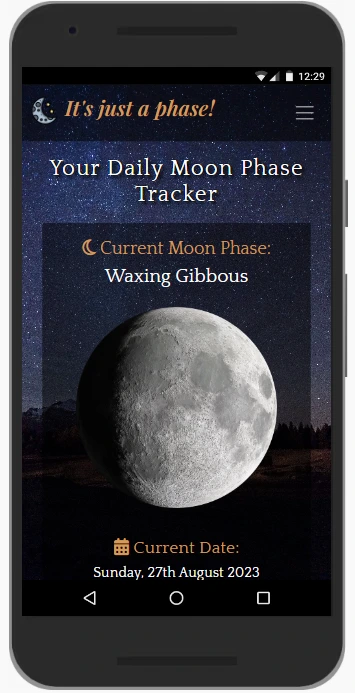 12:29
It's just a phase!
Your Daily Moon Phase
Tracker
Current Moon Phase:
Waxing Gibbous
Current Date:
Sunday, 27th August 2023